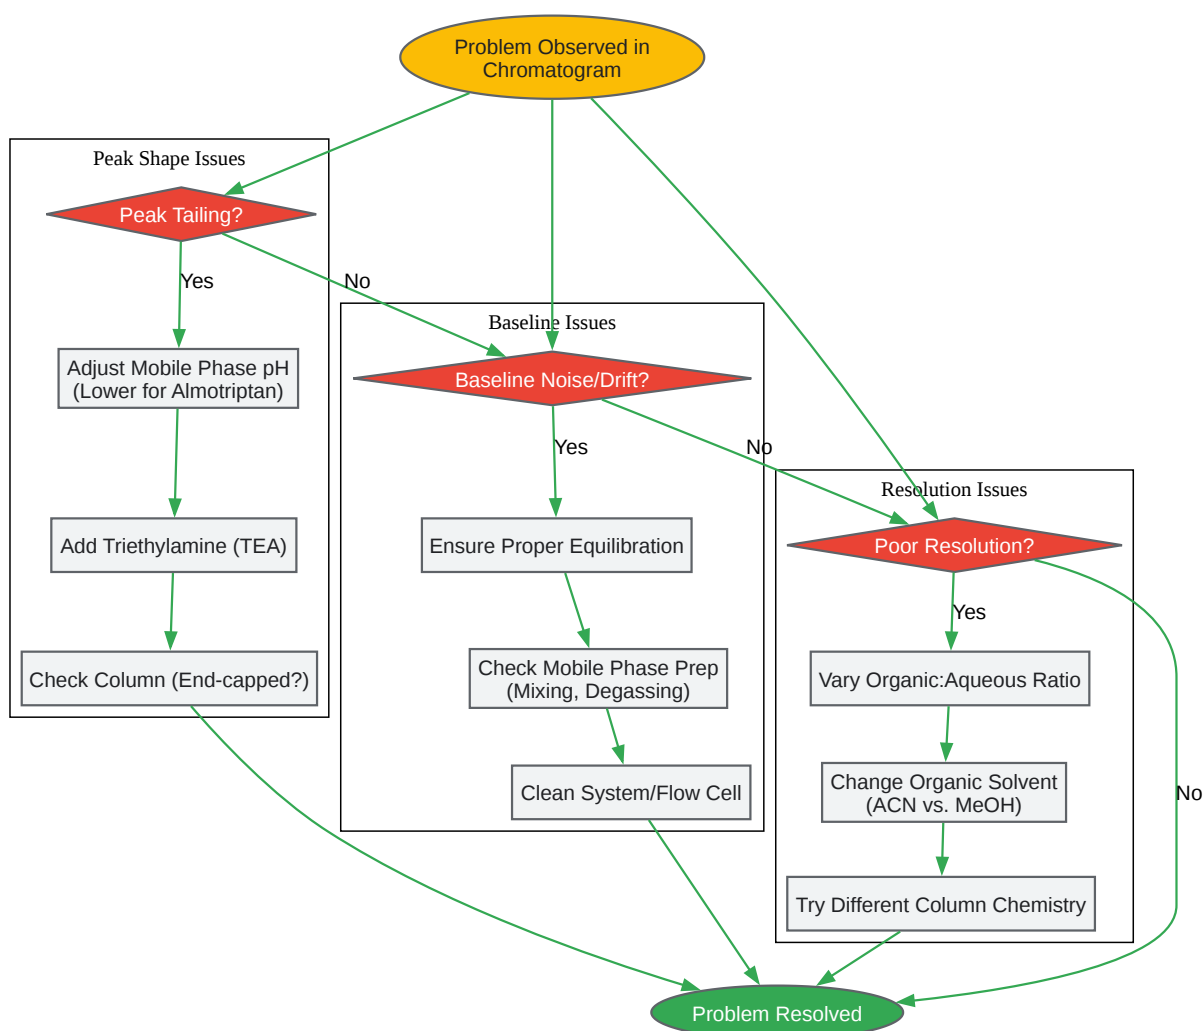 Problem Observed in
Chromatogram
Peak Shape Issues
Peak Tailing?
Yes
No
Adjust Mobile Phase pH
(Lower for Almotriptan)
Add Triethylamine (TEA)
Check Column (End-capped?)
Baseline Issues
Baseline Noise/Drift?
Yes
No
Ensure Proper Equilibration
Check Mobile Phase Prep
(Mixing, Degassing)
Clean System/Flow Cell
Resolution Issues
Poor Resolution?
Yes
No
Vary Organic:Aqueous Ratio
Change Organic Solvent
(ACN vs. MeOH)
Try Different Column Chemistry
Problem Resolved